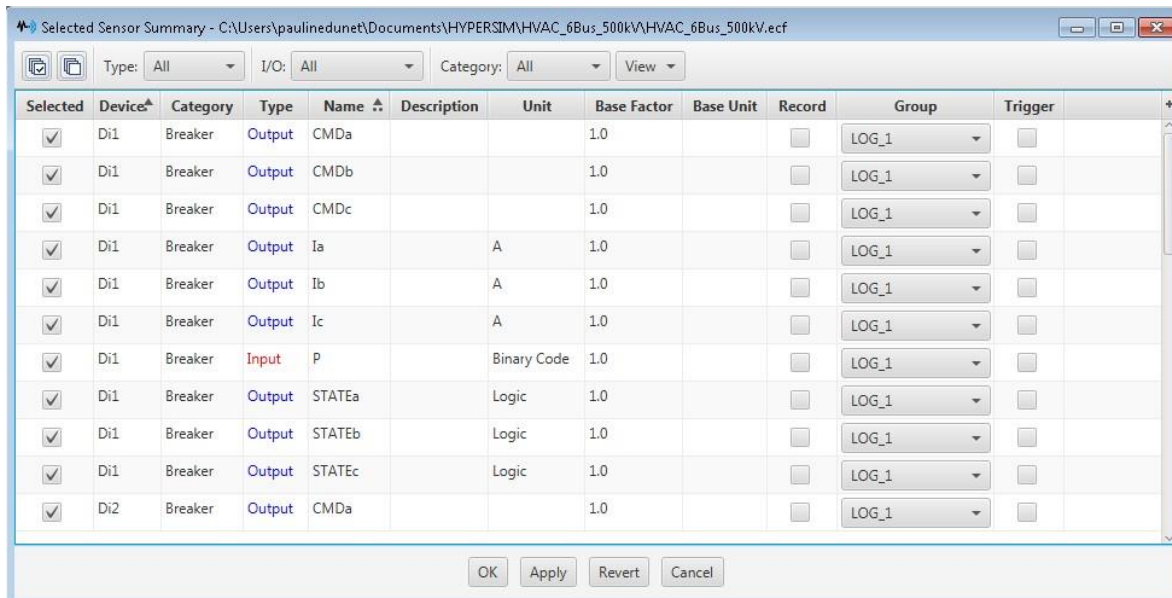 Selected Sensor Summary - C:\Users\paulinedunet\Documents\HYPERSIM\HVAC_6Bus_500kV\HVAC_6Bus_500kV.ecf
Type: All I/O: All Category: All View
Selected Device Category Type Name Description Unit Base Factor Base Unit Record Group Trigger
Di1 Breaker Output CMDa 1.0 LOG_1
Di1 Breaker Output CMDb 1.0 LOG_1
Di1 Breaker Output CMDc 1.0 LOG_1
Di1 Breaker Output Ia A 1.0 LOG_1
Di1 Breaker Output Ib A 1.0 LOG_1
Di1 Breaker Output Ic A 1.0 LOG_1
Di1 Breaker Input P Binary Code 1.0 LOG_1
Di1 Breaker Output STATEa Logic 1.0 LOG_1
Di1 Breaker Output STATEb Logic 1.0 LOG_1
Di1 Breaker Output STATEc Logic 1.0 LOG_1
Di2 Breaker Output CMDa 1.0 LOG_1
OK Apply Revert Cancel